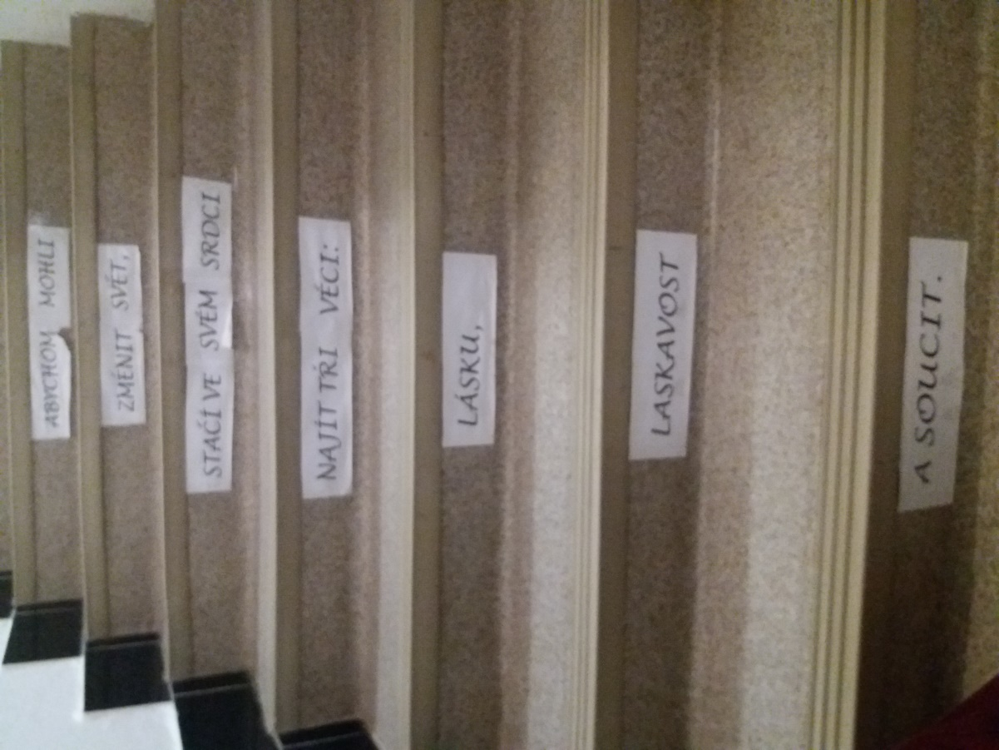 ABYCHOM MOHLI
ZMĚNIT SVĚT,
STAČÍ VE SVÉM SRDCI
NAJÍT TŘI VĚCI:
LÁSKU,
LASKAVOST
A SOUCIT.